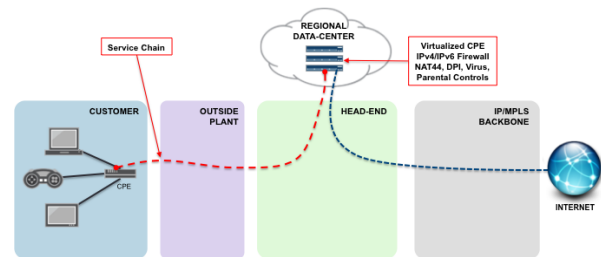 REGIONAL
DATA-CENTER
Service Chain
Virtualized CPE
IPv4/IPv6 Firewall
NAT44, DPI, Virus,
Parental Controls
CUSTOMER
OUTSIDE
PLANT
HEAD-END
IP/MPLS
BACKBONE
CPE
INTERNET